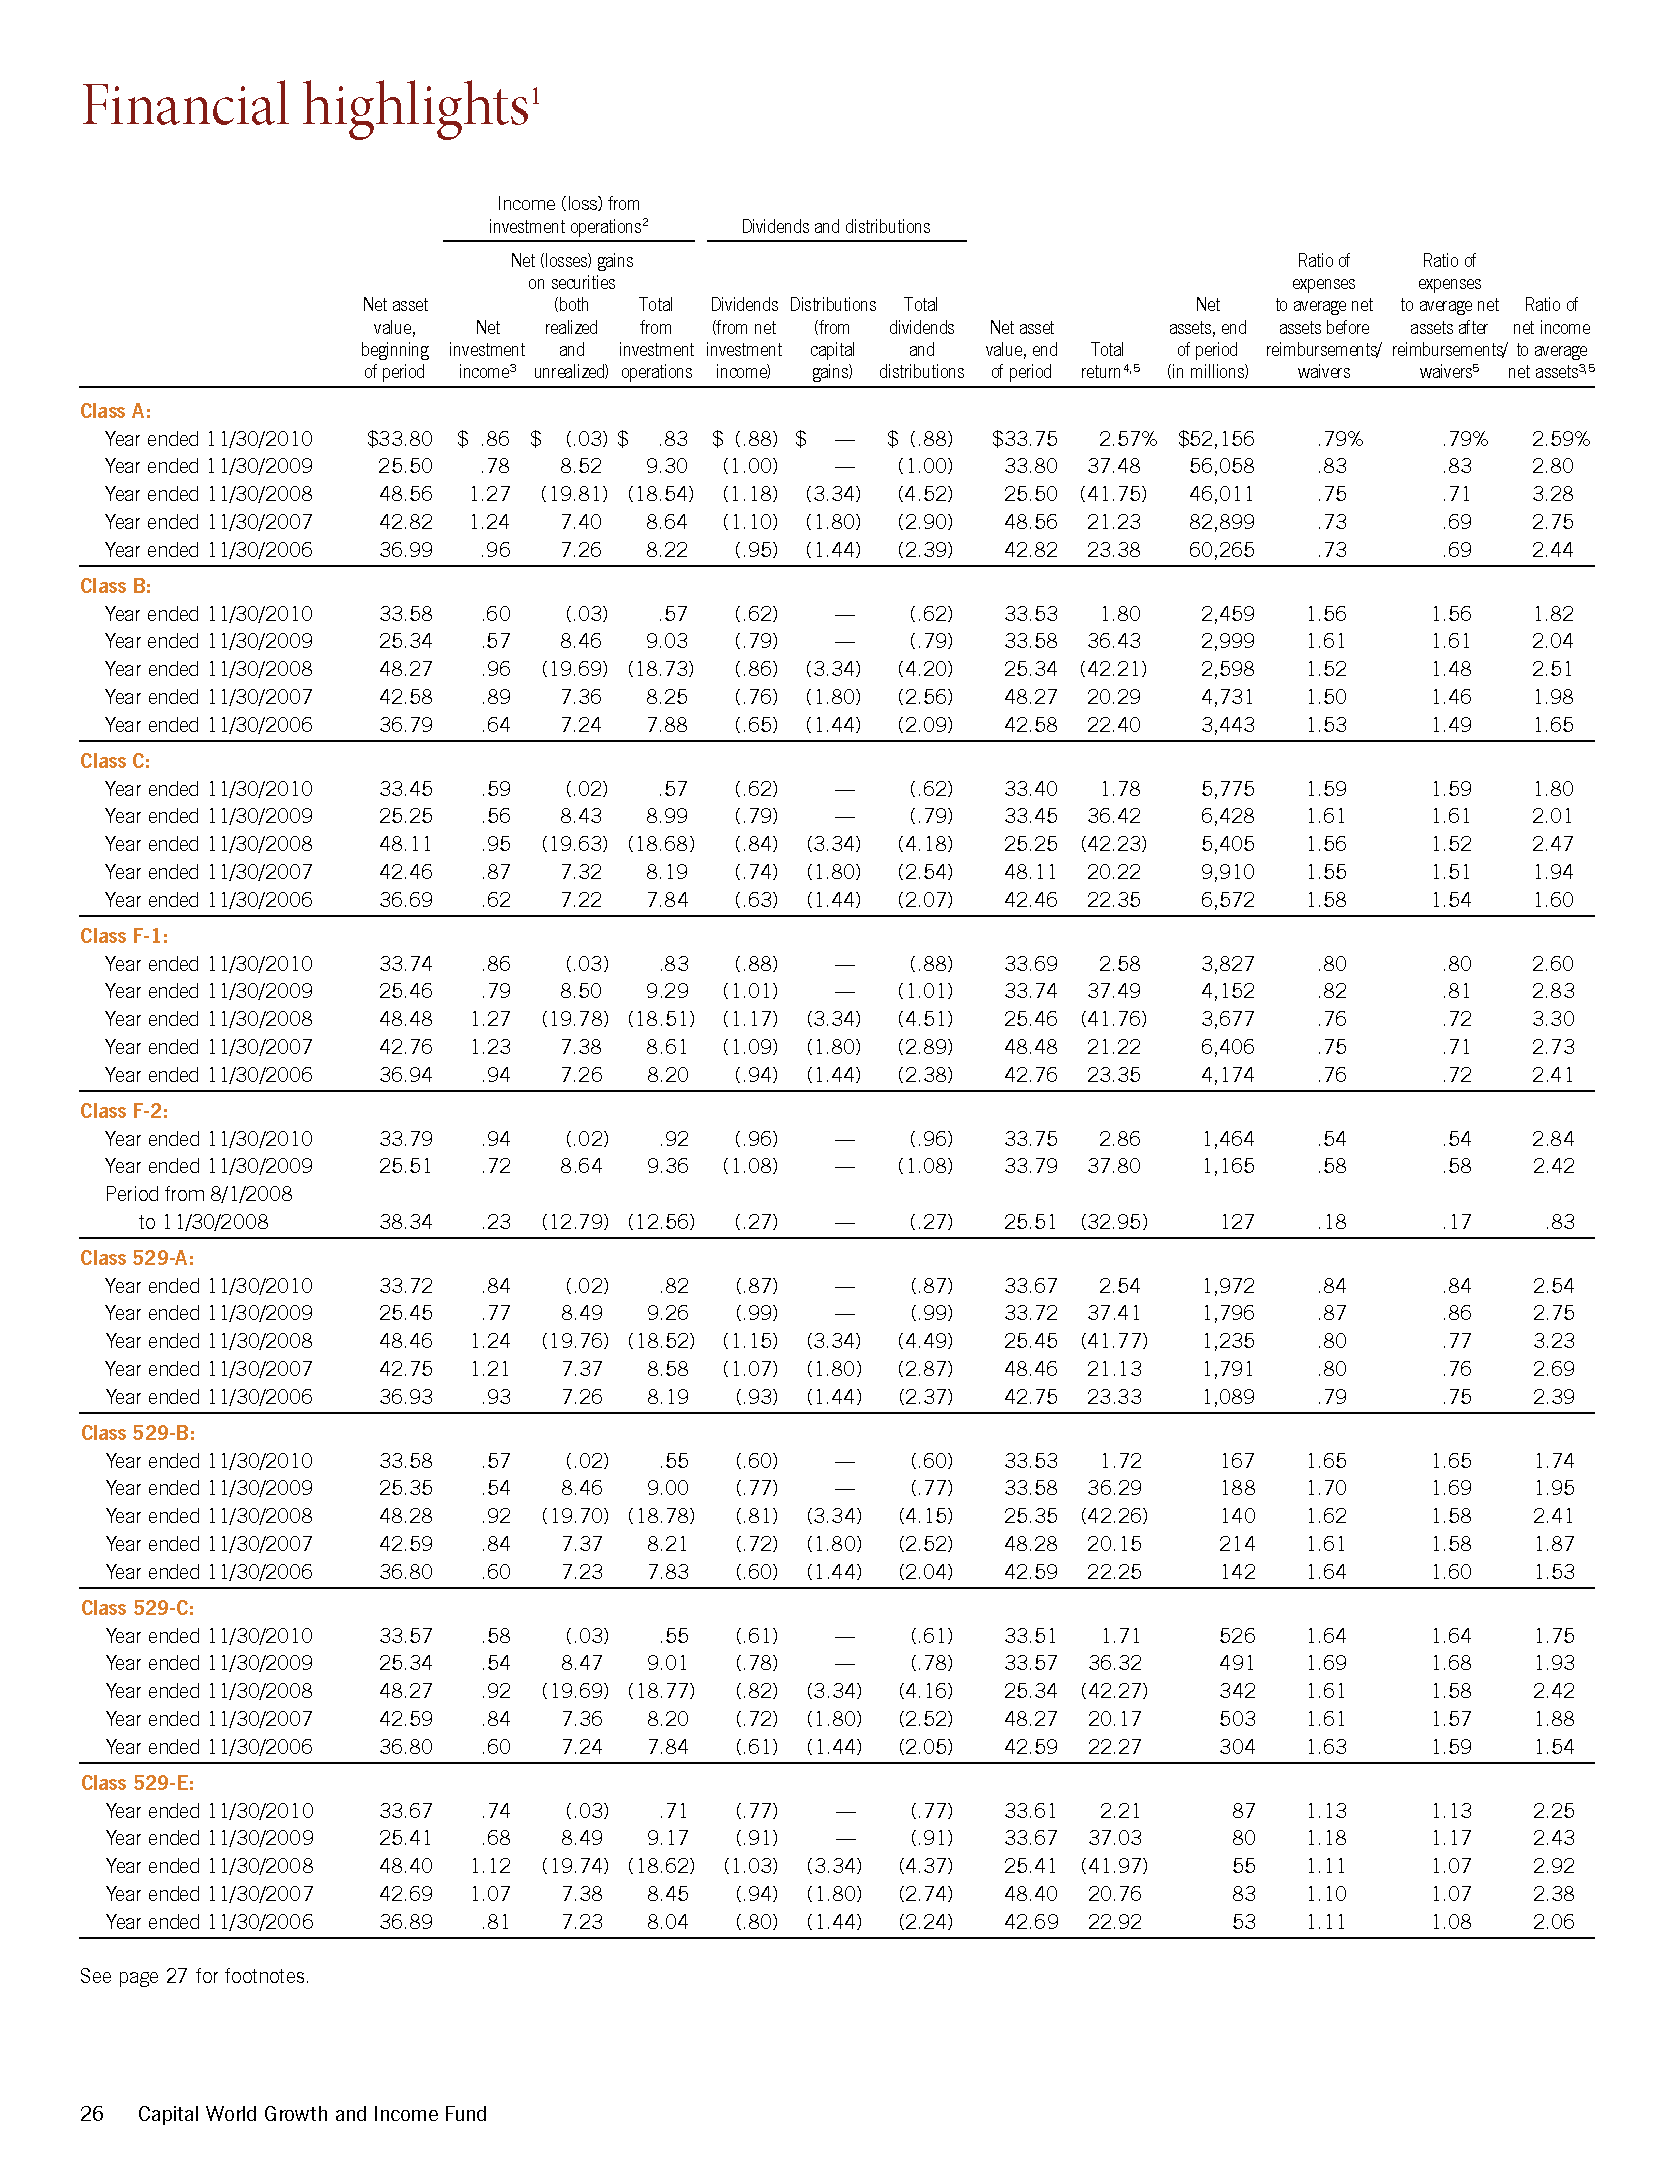 Financial highlights1
Income (loss) from
investment operations2 Dividends and distributions
Net (losses) gains Ratio of Ratio of
on securities expenses expenses
Net asset (both Total Dividends Distributions Total Net to average net to average net Ratio of
value, Net realized from (from net (from dividends Net asset assets, end assets before assets after net income
beginning investment and investment investment capital and value, end Total of period reimbursements/ reimbursements/ to average
of period income3 unrealized) operations income) gains) distributions of period return4,5 (in millions) waivers waivers5 net assets3,5
Class A:
Year ended 11/30/2010 $33.80 $ .86 $ (.03) $ .83 $ (.88) $ — $ (.88) $33.75 2.57% $52,156 .79% .79% 2.59%
Year ended 11/30/2009 25.50 .78 8.52 9.30 (1.00) — (1.00) 33.80 37.48 56,058 .83 .83 2.80
Year ended 11/30/2008 48.56 1.27 (19.81) (18.54) (1.18) (3.34) (4.52) 25.50 (41.75) 46,011 .75 .71 3.28
Year ended 11/30/2007 42.82 1.24 7.40 8.64 (1.10) (1.80) (2.90) 48.56 21.23 82,899 .73 .69 2.75
Year ended 11/30/2006 36.99 .96 7.26 8.22 (.95) (1.44) (2.39) 42.82 23.38 60,265 .73 .69 2.44
Class B:
Year ended 11/30/2010 33.58 .60 (.03) .57 (.62) — (.62) 33.53 1.80 2,459 1.56 1.56 1.82
Year ended 11/30/2009 25.34 .57 8.46 9.03 (.79) — (.79) 33.58 36.43 2,999 1.61 1.61 2.04
Year ended 11/30/2008 48.27 .96 (19.69) (18.73) (.86) (3.34) (4.20) 25.34 (42.21) 2,598 1.52 1.48 2.51
Year ended 11/30/2007 42.58 .89 7.36 8.25 (.76) (1.80) (2.56) 48.27 20.29 4,731 1.50 1.46 1.98
Year ended 11/30/2006 36.79 .64 7.24 7.88 (.65) (1.44) (2.09) 42.58 22.40 3,443 1.53 1.49 1.65
Class C:
Year ended 11/30/2010 33.45 .59 (.02) .57 (.62) — (.62) 33.40 1.78 5,775 1.59 1.59 1.80
Year ended 11/30/2009 25.25 .56 8.43 8.99 (.79) — (.79) 33.45 36.42 6,428 1.61 1.61 2.01
Year ended 11/30/2008 48.11 .95 (19.63) (18.68) (.84) (3.34) (4.18) 25.25 (42.23) 5,405 1.56 1.52 2.47
Year ended 11/30/2007 42.46 .87 7.32 8.19 (.74) (1.80) (2.54) 48.11 20.22 9,910 1.55 1.51 1.94
Year ended 11/30/2006 36.69 .62 7.22 7.84 (.63) (1.44) (2.07) 42.46 22.35 6,572 1.58 1.54 1.60
Class F-1:
Year ended 11/30/2010 33.74 .86 (.03) .83 (.88) — (.88) 33.69 2.58 3,827 .80 .80 2.60
Year ended 11/30/2009 25.46 .79 8.50 9.29 (1.01) — (1.01) 33.74 37.49 4,152 .82 .81 2.83
Year ended 11/30/2008 48.48 1.27 (19.78) (18.51) (1.17) (3.34) (4.51) 25.46 (41.76) 3,677 .76 .72 3.30
Year ended 11/30/2007 42.76 1.23 7.38 8.61 (1.09) (1.80) (2.89) 48.48 21.22 6,406 .75 .71 2.73
Year ended 11/30/2006 36.94 .94 7.26 8.20 (.94) (1.44) (2.38) 42.76 23.35 4,174 .76 .72 2.41
Class F-2:
Year ended 11/30/2010 33.79 .94 (.02) .92 (.96) — (.96) 33.75 2.86 1,464 .54 .54 2.84
Year ended 11/30/2009 25.51 .72 8.64 9.36 (1.08) — (1.08) 33.79 37.80 1,165 .58 .58 2.42
Period from 8/1/2008
to 11/30/2008 38.34 .23 (12.79) (12.56) (.27) — (.27) 25.51 (32.95) 127 .18 .17 .83
Class 529-A:
Year ended 11/30/2010 33.72 .84 (.02) .82 (.87) — (.87) 33.67 2.54 1,972 .84 .84 2.54
Year ended 11/30/2009 25.45 .77 8.49 9.26 (.99) — (.99) 33.72 37.41 1,796 .87 .86 2.75
Year ended 11/30/2008 48.46 1.24 (19.76) (18.52) (1.15) (3.34) (4.49) 25.45 (41.77) 1,235 .80 .77 3.23
Year ended 11/30/2007 42.75 1.21 7.37 8.58 (1.07) (1.80) (2.87) 48.46 21.13 1,791 .80 .76 2.69
Year ended 11/30/2006 36.93 .93 7.26 8.19 (.93) (1.44) (2.37) 42.75 23.33 1,089 .79 .75 2.39
Class 529-B:
Year ended 11/30/2010 33.58 .57 (.02) .55 (.60) — (.60) 33.53 1.72 167 1.65 1.65 1.74
Year ended 11/30/2009 25.35 .54 8.46 9.00 (.77) — (.77) 33.58 36.29 188 1.70 1.69 1.95
Year ended 11/30/2008 48.28 .92 (19.70) (18.78) (.81) (3.34) (4.15) 25.35 (42.26) 140 1.62 1.58 2.41
Year ended 11/30/2007 42.59 .84 7.37 8.21 (.72) (1.80) (2.52) 48.28 20.15 214 1.61 1.58 1.87
Year ended 11/30/2006 36.80 .60 7.23 7.83 (.60) (1.44) (2.04) 42.59 22.25 142 1.64 1.60 1.53
Class 529-C:
Year ended 11/30/2010 33.57 .58 (.03) .55 (.61) — (.61) 33.51 1.71 526 1.64 1.64 1.75
Year ended 11/30/2009 25.34 .54 8.47 9.01 (.78) — (.78) 33.57 36.32 491 1.69 1.68 1.93
Year ended 11/30/2008 48.27 .92 (19.69) (18.77) (.82) (3.34) (4.16) 25.34 (42.27) 342 1.61 1.58 2.42
Year ended 11/30/2007 42.59 .84 7.36 8.20 (.72) (1.80) (2.52) 48.27 20.17 503 1.61 1.57 1.88
Year ended 11/30/2006 36.80 .60 7.24 7.84 (.61) (1.44) (2.05) 42.59 22.27 304 1.63 1.59 1.54
Class 529-E:
Year ended 11/30/2010 33.67 .74 (.03) .71 (.77) — (.77) 33.61 2.21 87 1.13 1.13 2.25
Year ended 11/30/2009 25.41 .68 8.49 9.17 (.91) — (.91) 33.67 37.03 80 1.18 1.17 2.43
Year ended 11/30/2008 48.40 1.12 (19.74) (18.62) (1.03) (3.34) (4.37) 25.41 (41.97) 55 1.11 1.07 2.92
Year ended 11/30/2007 42.69 1.07 7.38 8.45 (.94) (1.80) (2.74) 48.40 20.76 83 1.10 1.07 2.38
Year ended 11/30/2006 36.89 .81 7.23 8.04 (.80) (1.44) (2.24) 42.69 22.92 53 1.11 1.08 2.06
See page 27 for footnotes.
26 Capital World Growth and Income Fund